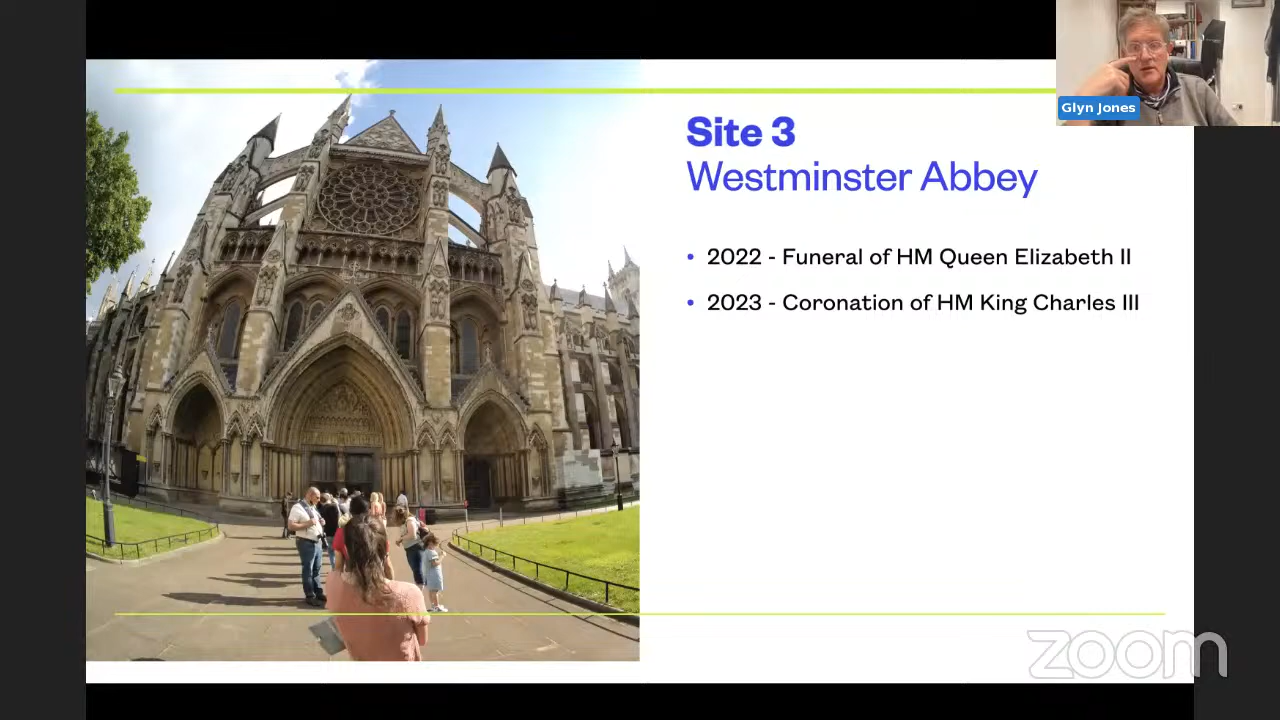 Glyn Jones
Site 3
Westminster Abbey
• 2022 - Funeral of HM Queen Elizabeth II
• 2023 - Coronation of HM King Charles III
zoom